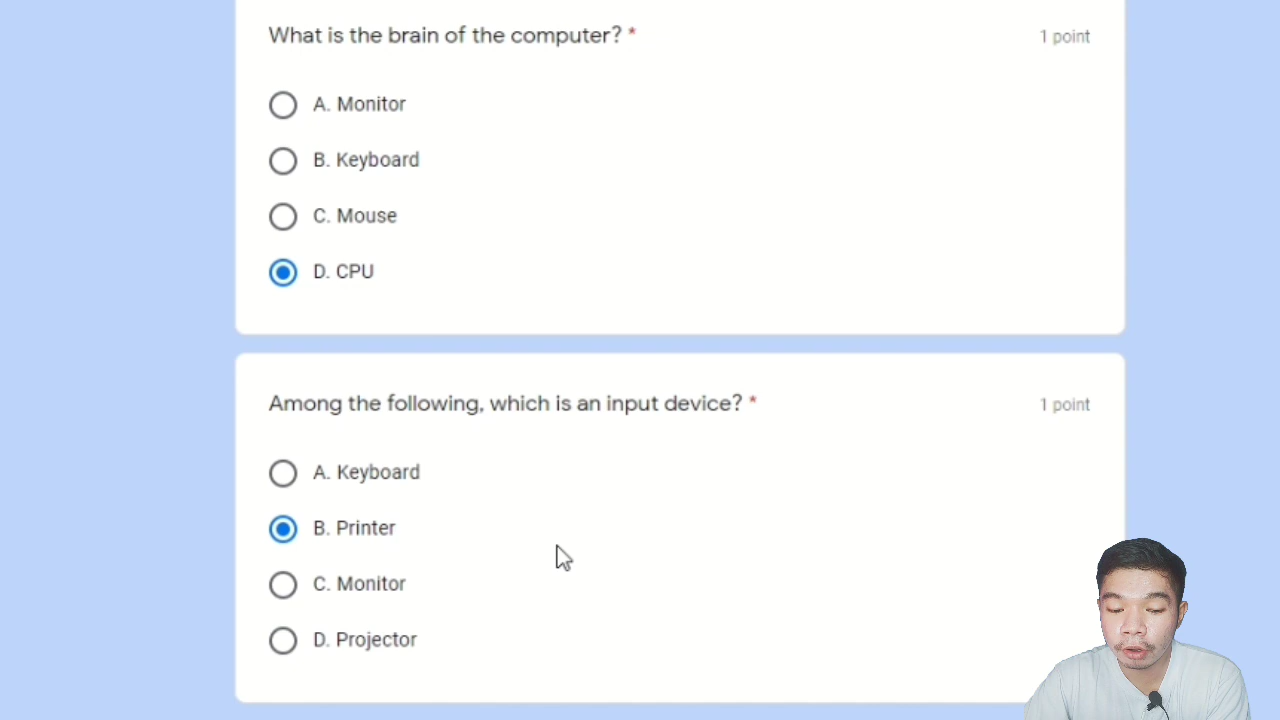 What is the brain of the computer? *
1 point
A. Monitor
B. Keyboard
C. Mouse
D. CPU
Among the following, which is an input device? *
1 point
A. Keyboard
B. Printer
C. Monitor
D. Projector